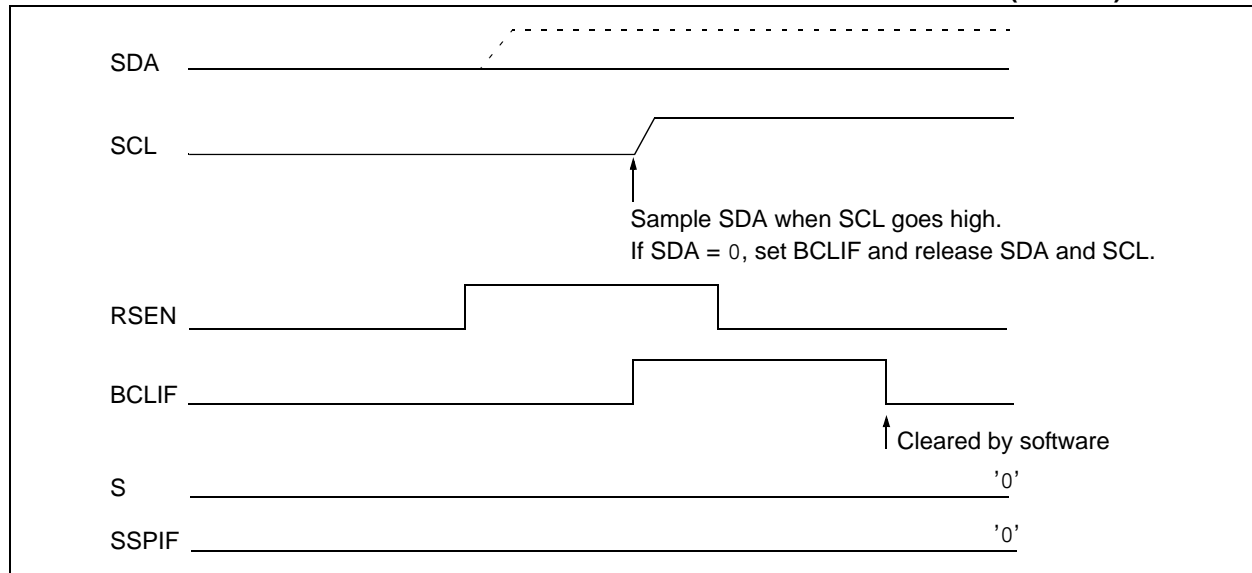 SDA
SCL
Sample SDA when SCL goes high.
If SDA = 0, set BCLIF and release SDA and SCL.
RSEN
BCLIF
Cleared by software
S
'0'
SSPIF
'0'